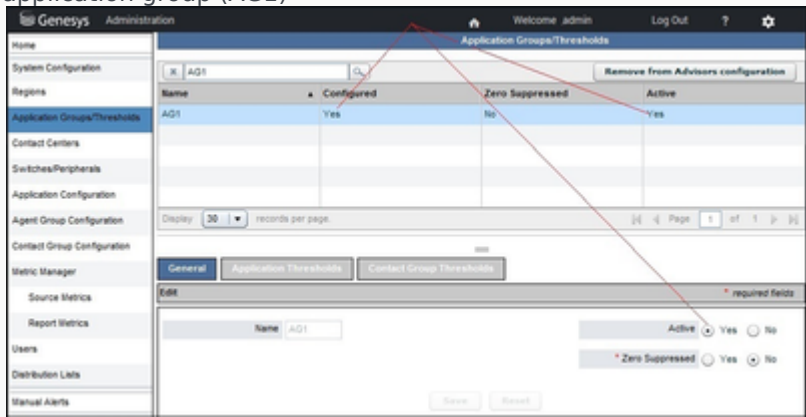 application group (AG1)
Genesys Administration Welcome admin Log Out ?
Application Groups/Thresholds
Home
System Configuration
Regions
Application Groups/Thresholds
Contact Centers
Switches/Peripherals
Application Configuration
Agent Group Configuration
Contact Group Configuration
Metric Manager
Source Metrics
Report Metrics
Users
Distribution Lists
Manual Alerts
X AG1 Remove from Advisors configuration
Name Configured Zero Suppressed Active
AG1 Yes No Yes
Display 30 records per page. Page 1 of 1
General Application Thresholds Contact Group Thresholds
Edit * required fields
Name AG1 Active Yes No
* Zero Suppressed Yes No
Save Reset